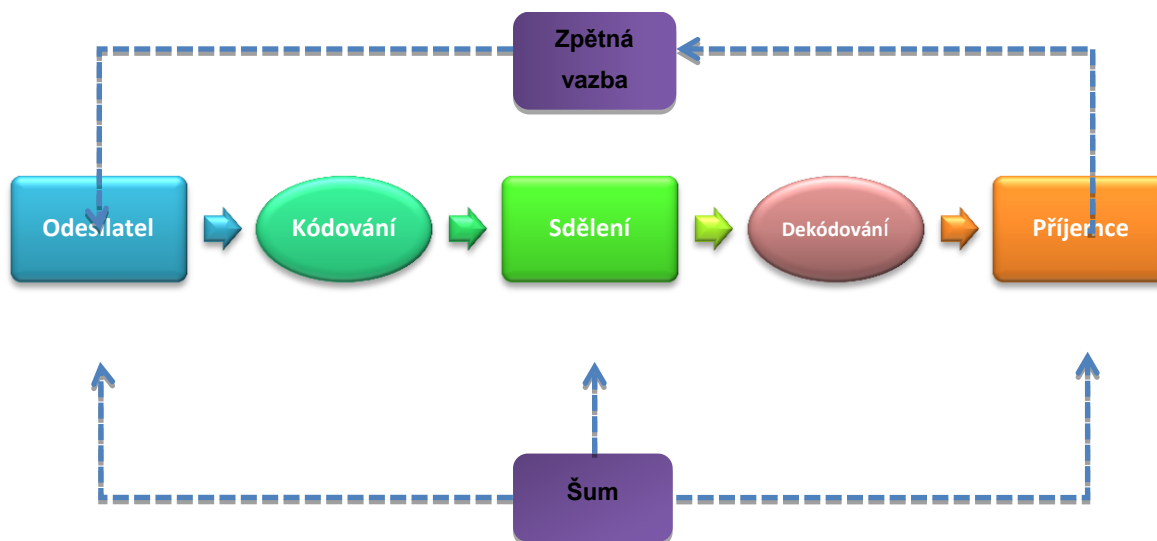 Zpětná
vazba
Odesílatel
Kódování
Sdělení
Dekódování
Příjemce
Šum